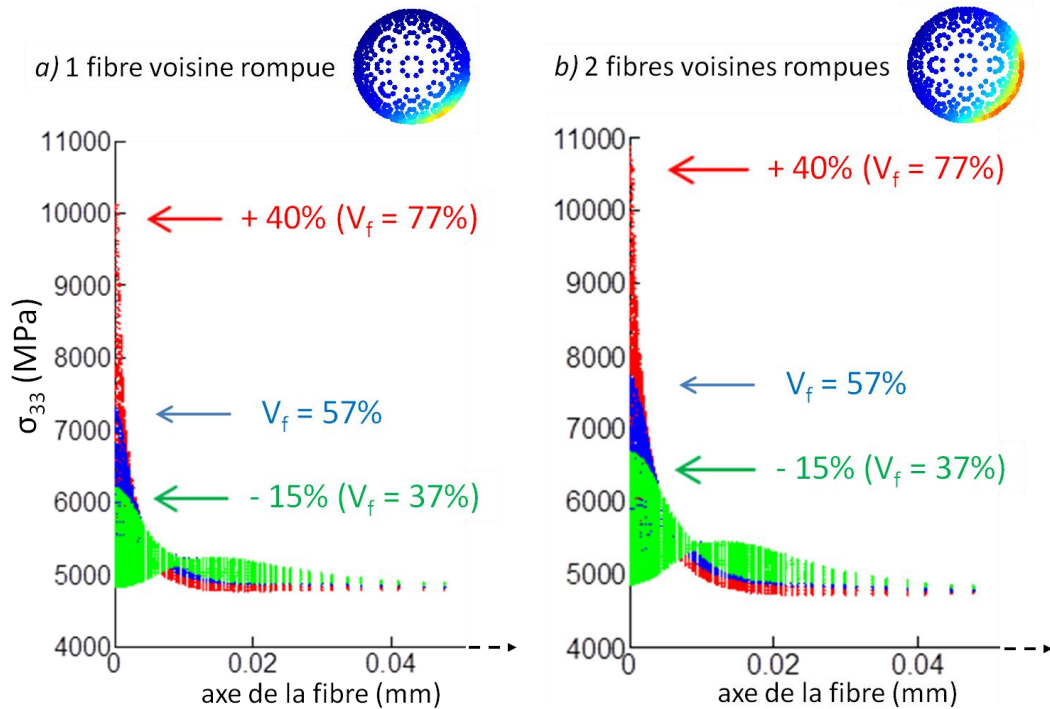 a) 1 fibre voisine rompue
b) 2 fibres voisines rompues
σ33 (MPa)
11000
10000
9000
8000
7000
6000
5000
4000
+ 40% (Vf = 77%)
Vf = 57%
- 15% (Vf = 37%)
0
0.02
0.04
axe de la fibre (mm)
11000
10000
9000
8000
7000
6000
5000
4000
+ 40% (Vf = 77%)
Vf = 57%
- 15% (Vf = 37%)
0
0.02
0.04
axe de la fibre (mm)